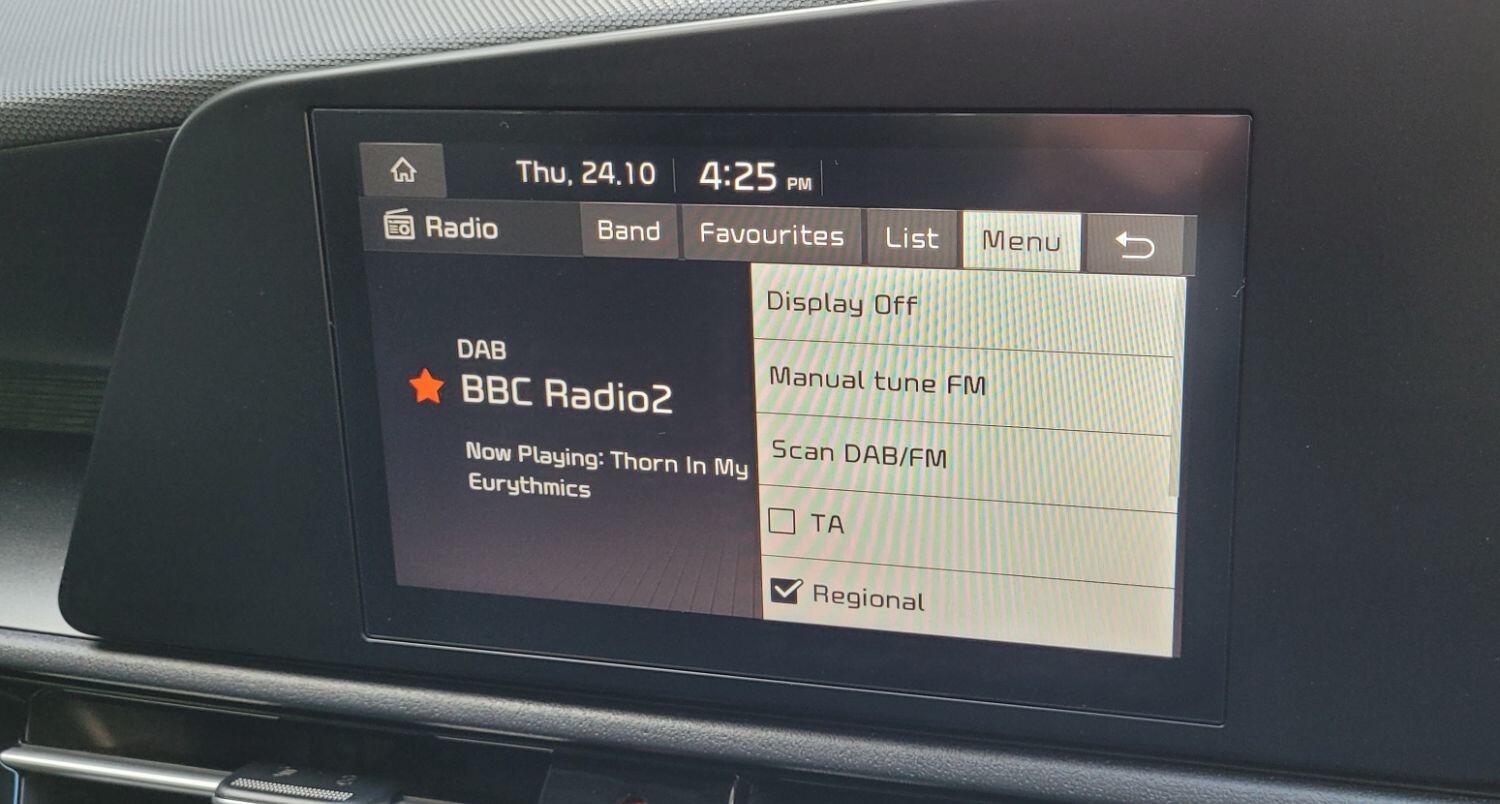 Thu, 24.10 4:25 PM
Radio Band Favourites List Menu
DAB
BBC Radio2
Now Playing: Thorn In My
Eurythmics
Display Off
Manual tune FM
Scan DAB/FM
TA
Regional